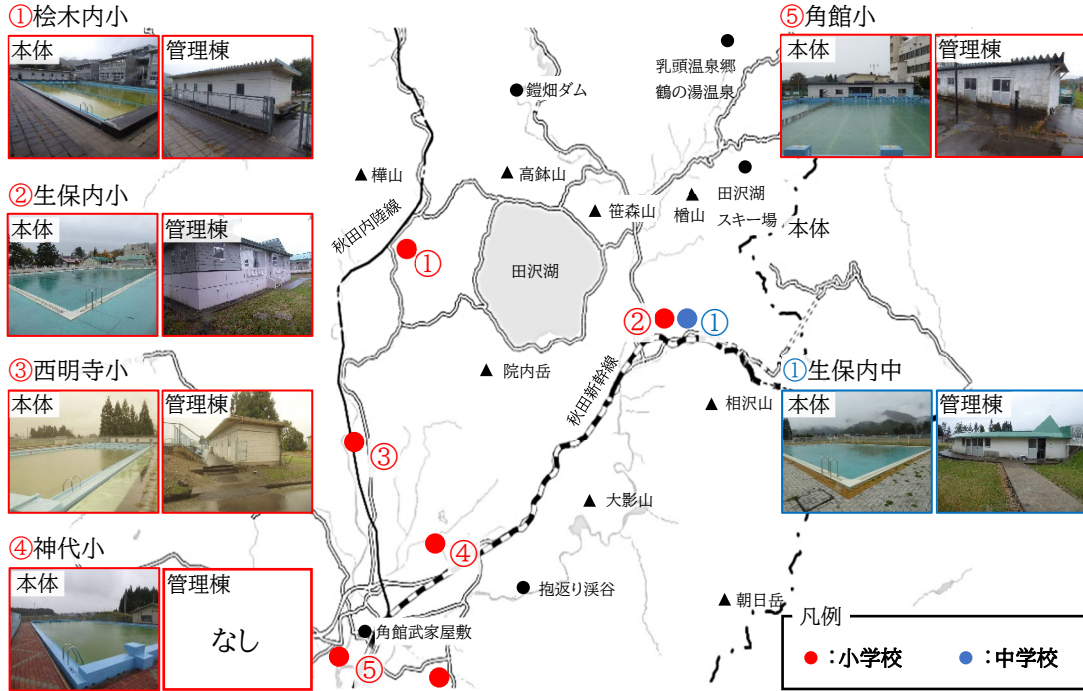 ①桧木内小
本体
管理棟
②生保内小
本体
管理棟
③西明寺小
本体
管理棟
④神代小
本体
管理棟
なし
⑤角館小
本体
管理棟
①生保内中
本体
管理棟
乳頭温泉郷
鶴の湯温泉
鎧畑ダム
樺山
高鉢山
笹森山
檜山
田沢湖
スキー場
本体
秋田内陸線
①
田沢湖
②
①
院内岳
秋田新幹線
相沢山
③
大影山
④
抱返り渓谷
朝日岳
角館武家屋敷
⑤
凡例
:小学校
:中学校